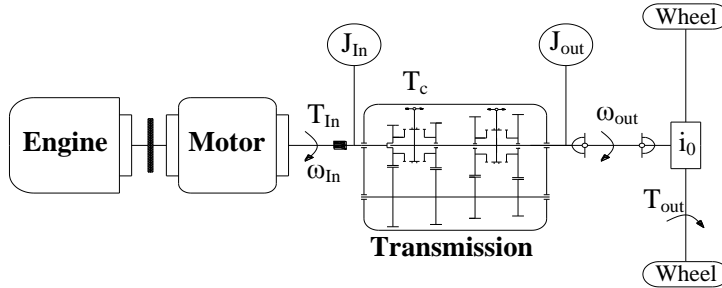 Wheel
J_In
J_out
T_c
T_In
ω_out
Engine
Motor
i_0
ω_In
T_out
Transmission
Wheel